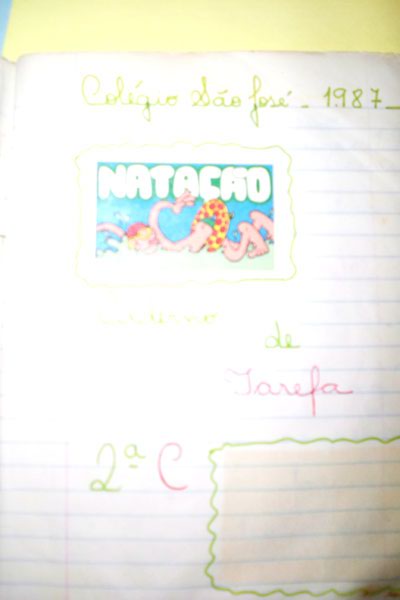 Colégio São José - 1987 -
NATAÇÃO
Caderno
de
Tarefa
2ª C